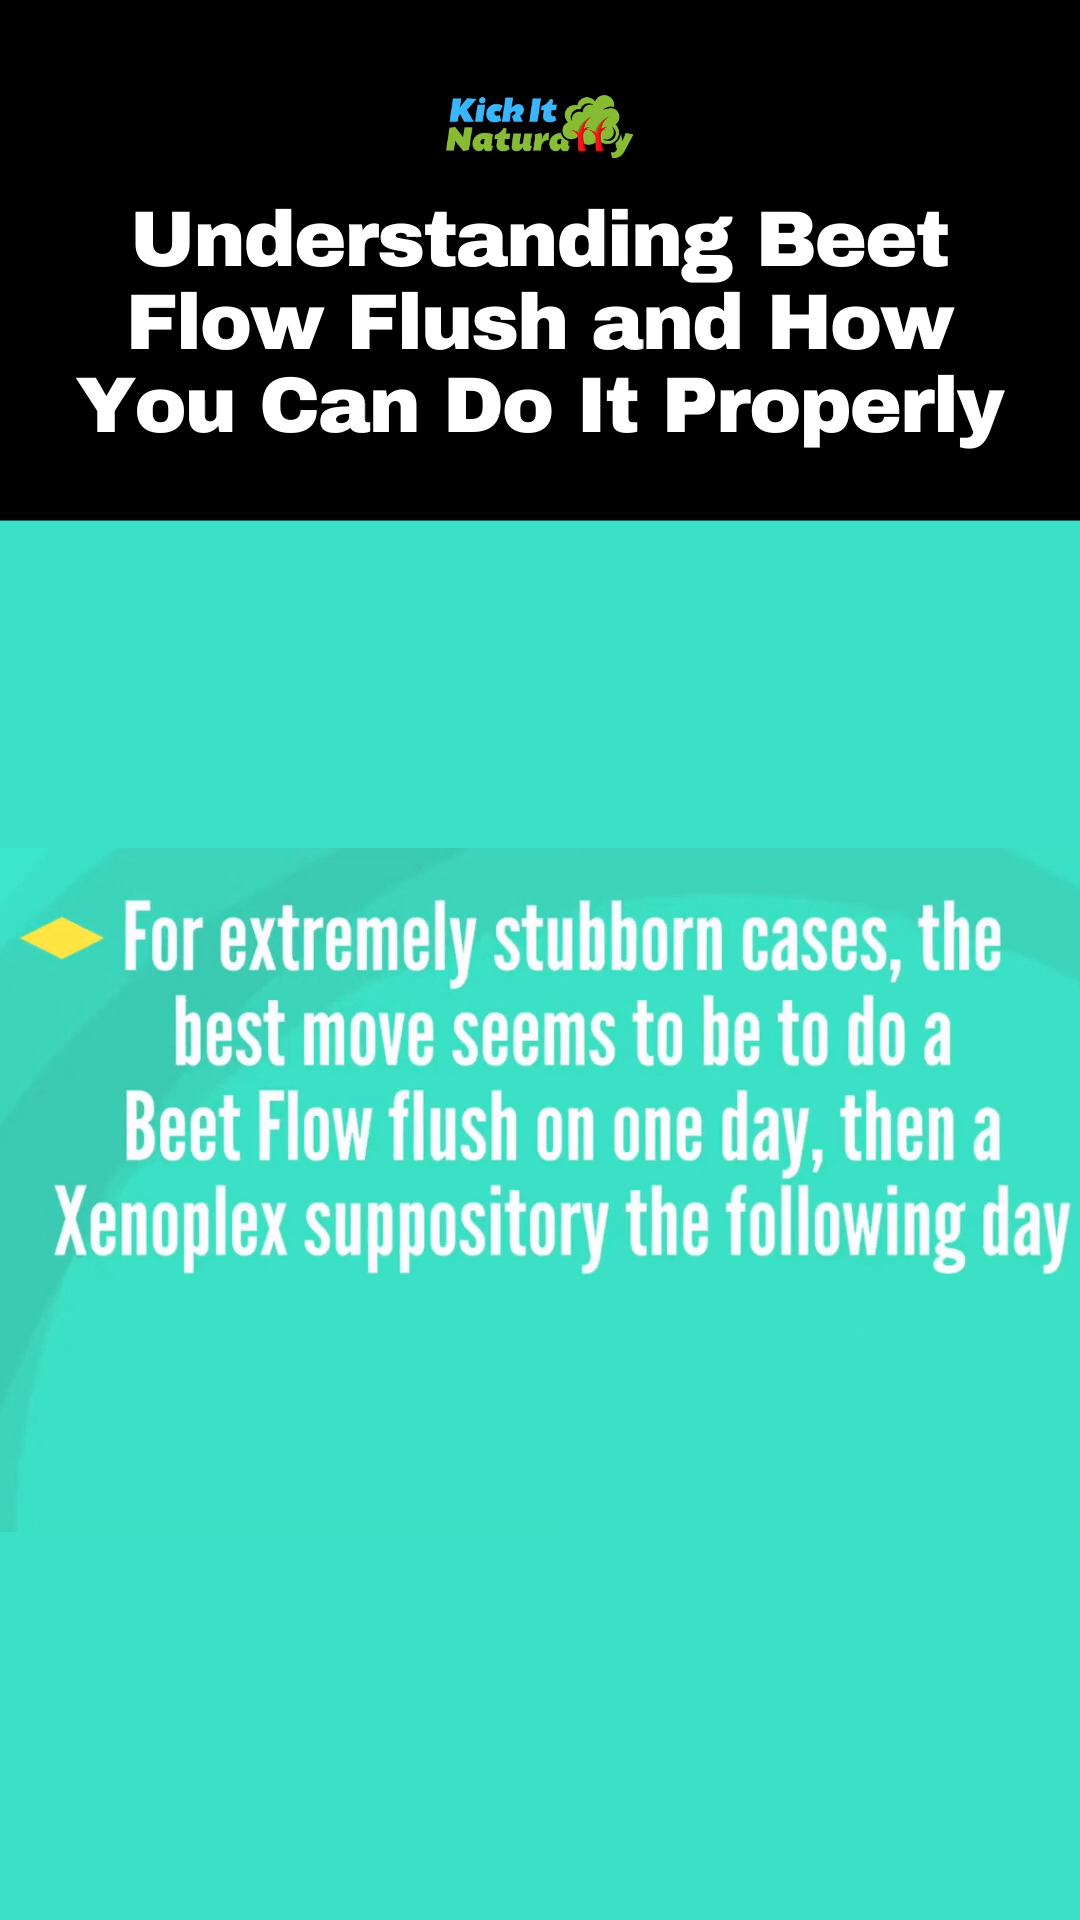 Kick It
Naturally
Understanding Beet
Flow Flush and How
You Can Do It Properly
For extremely stubborn cases, the
best move seems to be to do a
Beet Flow flush on one day, then a
Xenoplex suppository the following day